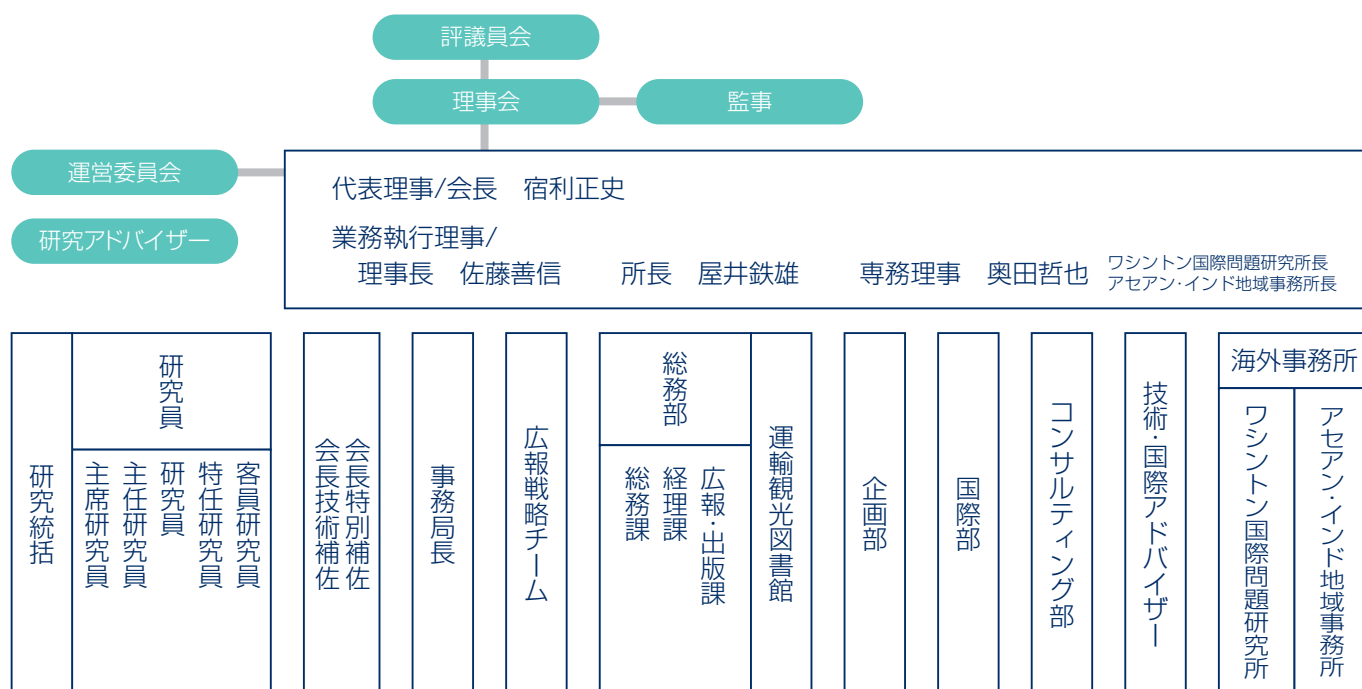 評議員会
理事会
監事
運営委員会
研究アドバイザー
代表理事/会長　宿利正史
業務執行理事/
理事長　佐藤善信　所長　屋井鉄雄　専務理事　奥田哲也　ワシントン国際問題研究所長
アセアン・インド地域事務所長
研究統括
研究員
主席研究員
主任研究員
研究員
特任研究員
客員研究員
会長特別補佐
会長技術補佐
事務局長
広報戦略チーム
総務部
総務課
経理課
広報・出版課
運輸観光図書館
企画部
国際部
コンサルティング部
技術・国際アドバイザー
海外事務所
ワシントン国際問題研究所
アセアン・インド地域事務所